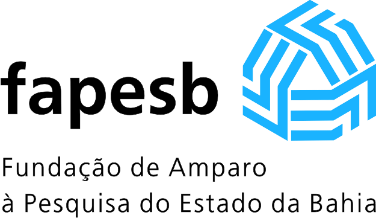 fapesb
Fundação de Amparo
à Pesquisa do Estado da Bahia